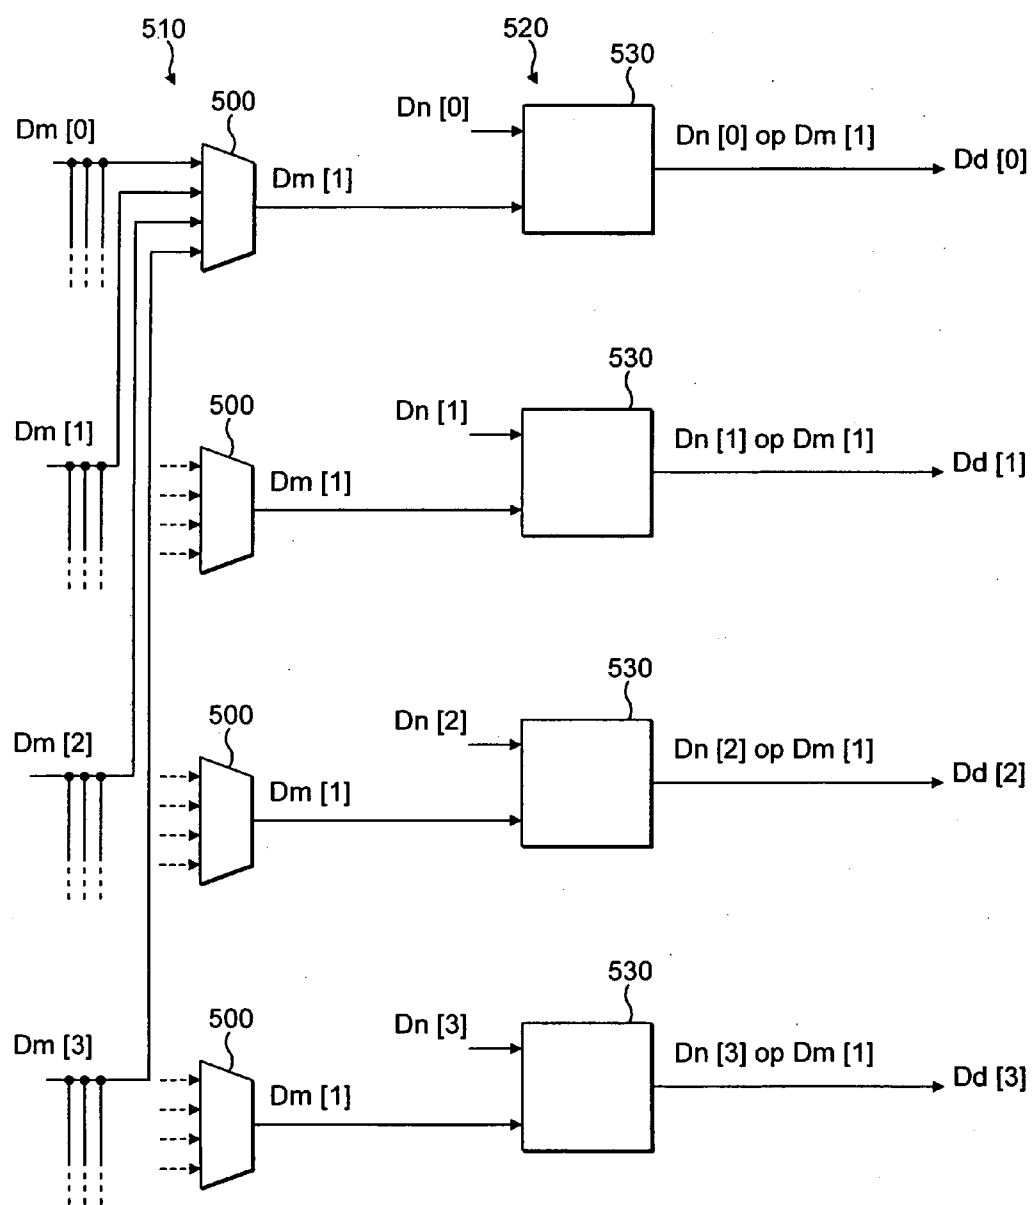 510
520
530
500
Dm [0]
Dn [0]
Dn [0] op Dm [1]
Dd [0]
Dm [1]
530
500
Dm [1]
Dn [1]
Dn [1] op Dm [1]
Dd [1]
Dm [1]
530
500
Dm [2]
Dn [2]
Dn [2] op Dm [1]
Dd [2]
Dm [1]
530
500
Dm [3]
Dn [3]
Dn [3] op Dm [1]
Dd [3]
Dm [1]